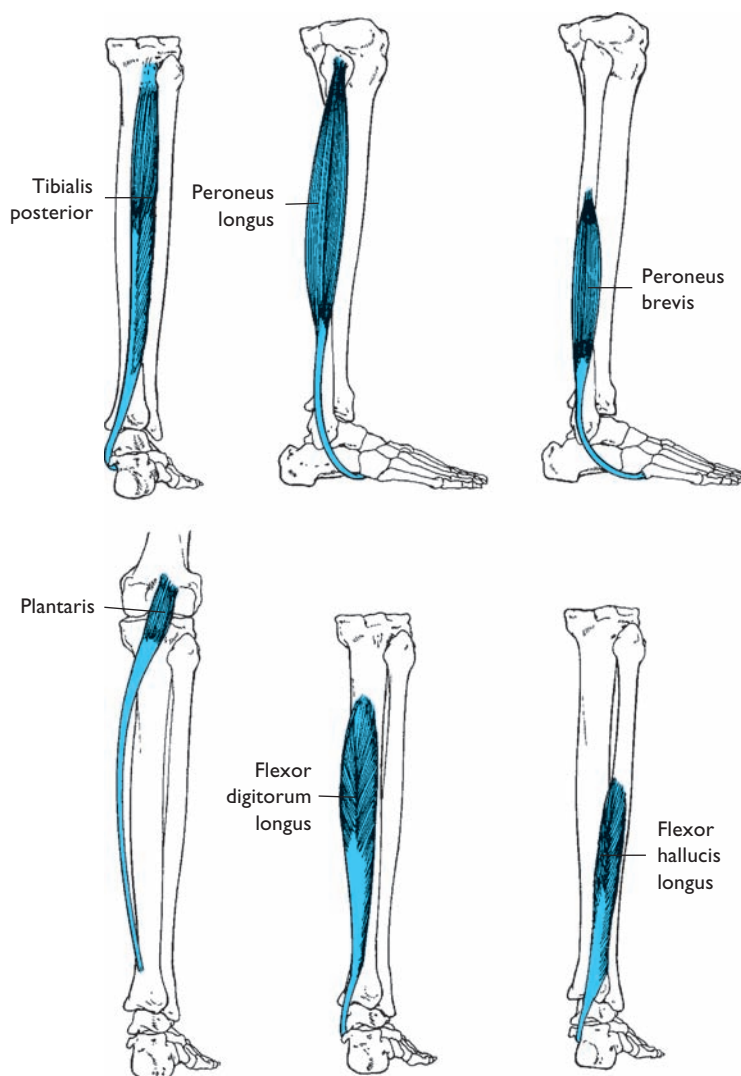 Tibialis
posterior
Peroneus
longus
Peroneus
brevis
Plantaris
Flexor
digitorum
longus
Flexor
hallucis
longus